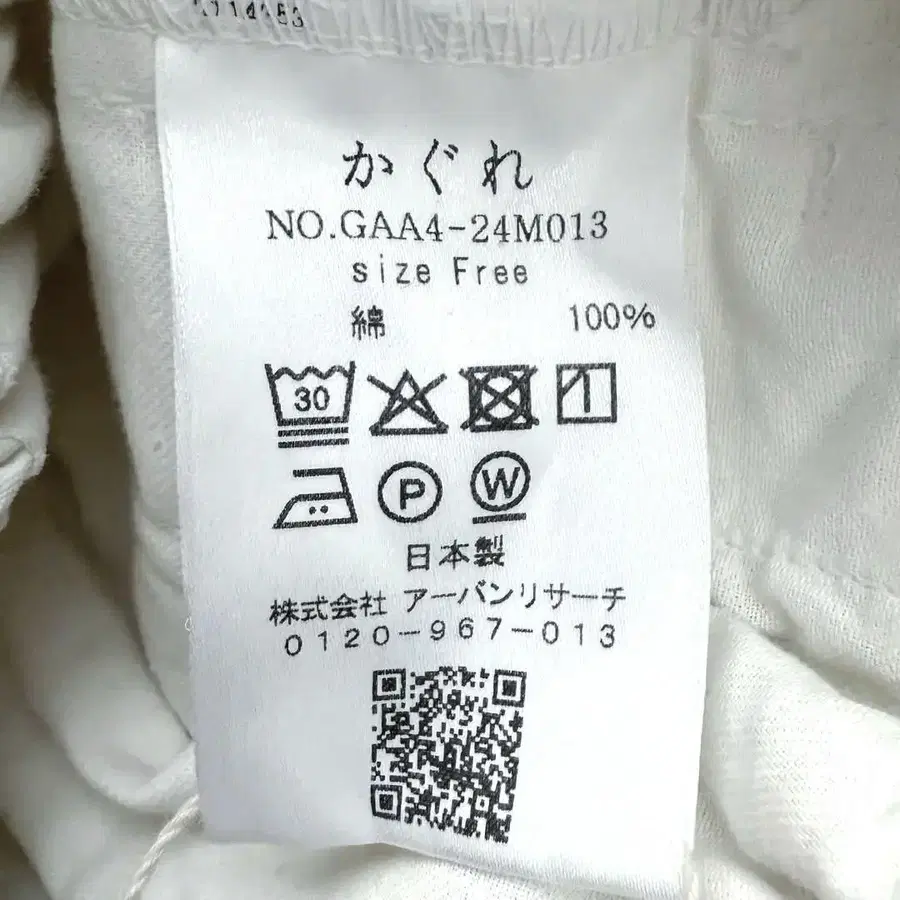 かぐれ
NO.GAA4-24M013
size Free
綿 100%
30
P W
日本製
株式会社 アーバンリサーチ
0120-967-013